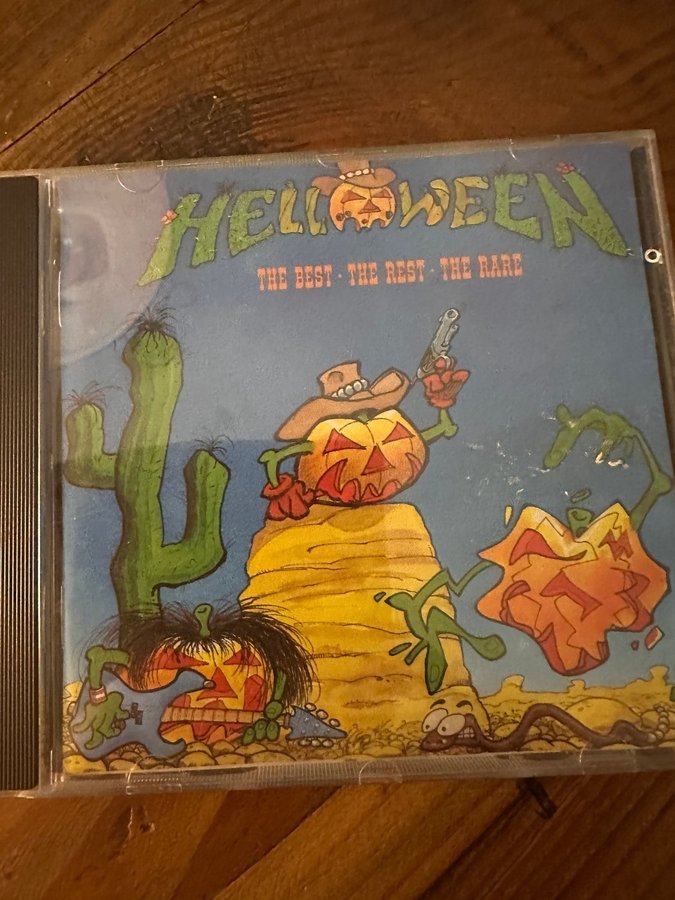 HELLOWEEN
THE BEST · THE REST · THE RARE